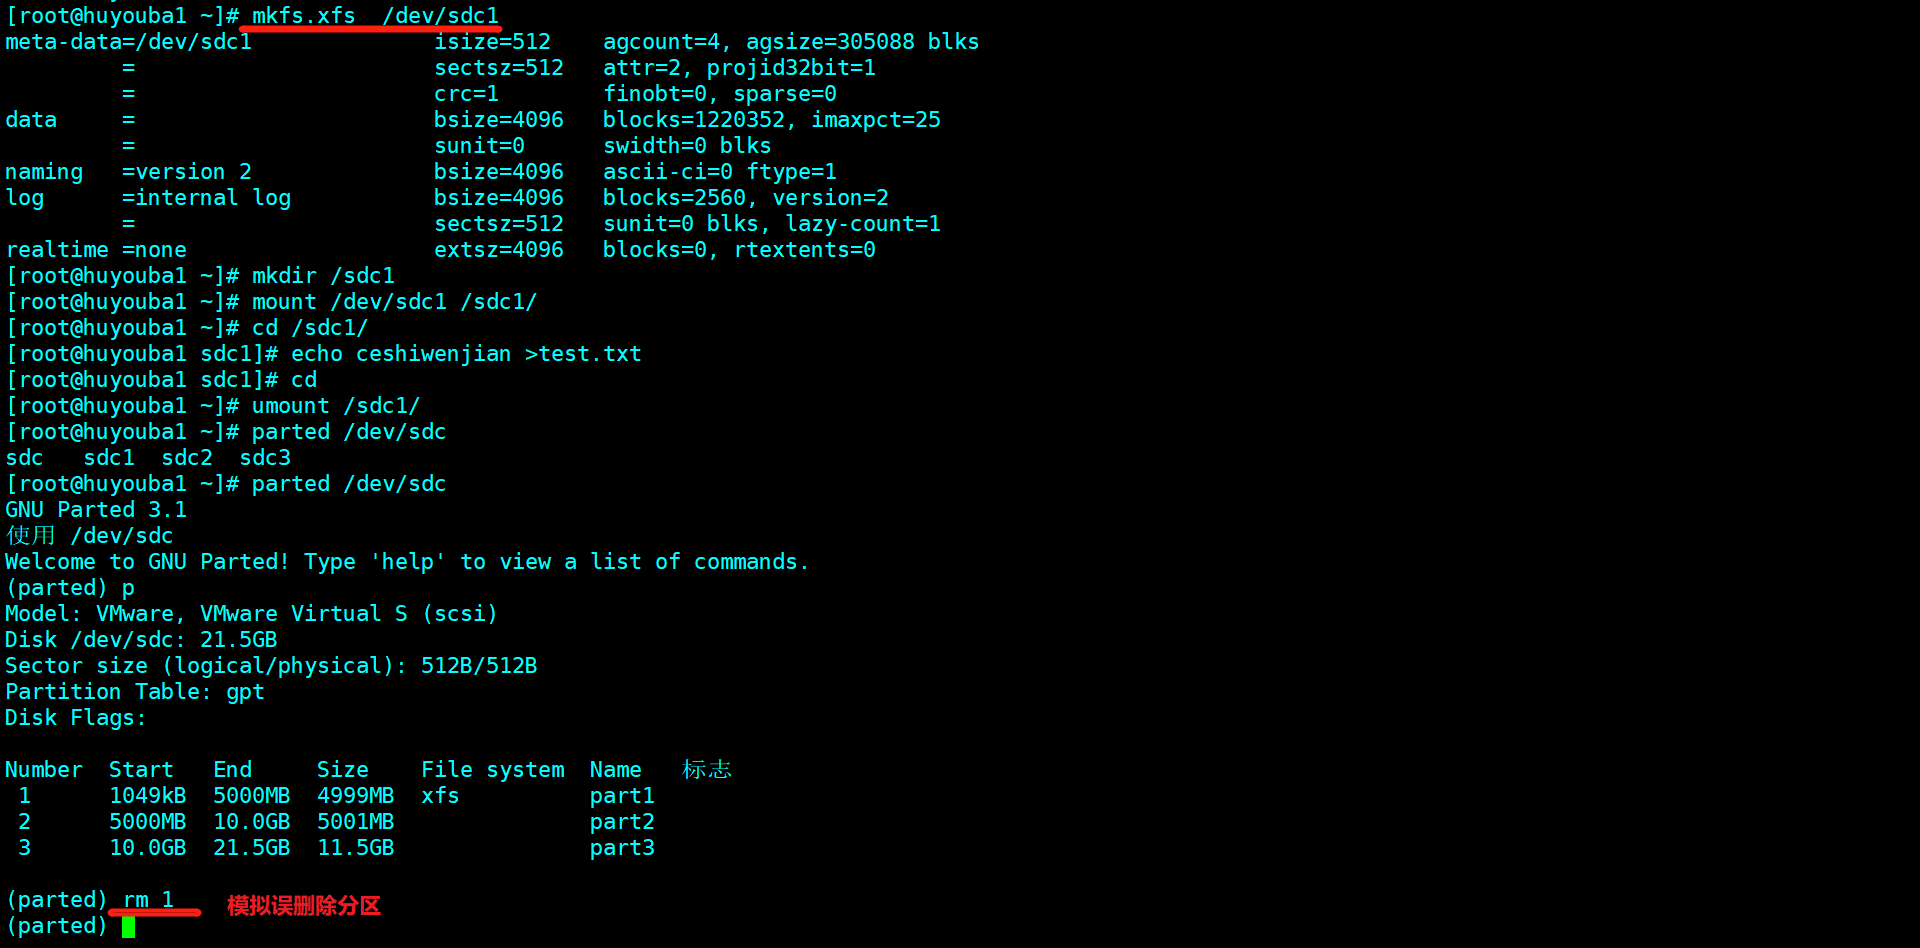 [root@huyouba1 ~]# mkfs.xfs  /dev/sdc1
meta-data=/dev/sdc1              isize=512    agcount=4, agsize=305088 blks
         =                       sectsz=512   attr=2, projid32bit=1
         =                       crc=1        finobt=0, sparse=0
data     =                       bsize=4096   blocks=1220352, imaxpct=25
         =                       sunit=0      swidth=0 blks
naming   =version 2              bsize=4096   ascii-ci=0 ftype=1
log      =internal log           bsize=4096   blocks=2560, version=2
         =                       sectsz=512   sunit=0 blks, lazy-count=1
realtime =none                   extsz=4096   blocks=0, rtextents=0
[root@huyouba1 ~]# mkdir /sdc1
[root@huyouba1 ~]# mount /dev/sdc1 /sdc1/
[root@huyouba1 ~]# cd /sdc1/
[root@huyouba1 sdc1]# echo ceshiwenjian >test.txt
[root@huyouba1 sdc1]# cd
[root@huyouba1 ~]# umount /sdc1/
[root@huyouba1 ~]# parted /dev/sdc
sdc   sdc1  sdc2  sdc3
[root@huyouba1 ~]# parted /dev/sdc
GNU Parted 3.1
使用 /dev/sdc
Welcome to GNU Parted! Type 'help' to view a list of commands.
(parted) p
Model: VMware, VMware Virtual S (scsi)
Disk /dev/sdc: 21.5GB
Sector size (logical/physical): 512B/512B
Partition Table: gpt
Disk Flags:
Number  Start   End     Size    File system  Name   标志
 1      1049kB  5000MB  4999MB  xfs          part1
 2      5000MB  10.0GB  5001MB               part2
 3      10.0GB  21.5GB  11.5GB               part3
(parted) rm 1    模拟误删除分区
(parted)